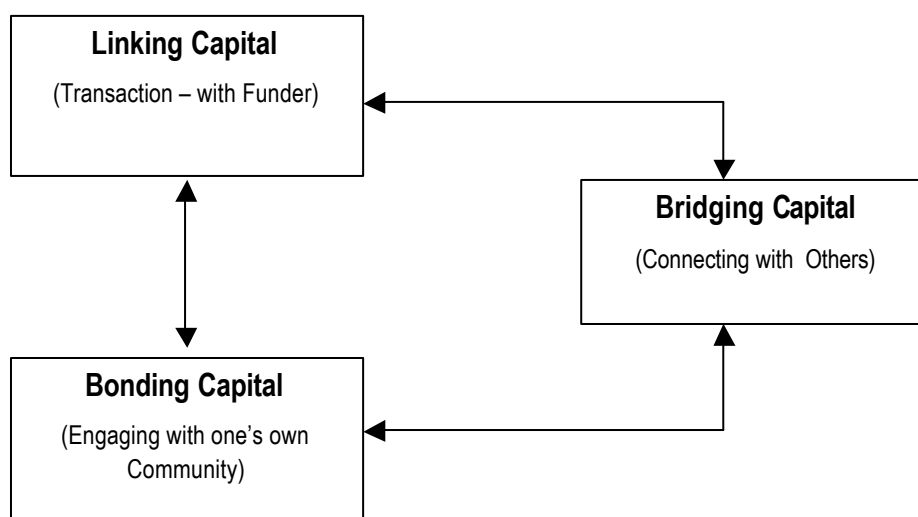 Linking Capital
(Transaction – with Funder)
Bridging Capital
(Connecting with  Others)
Bonding Capital
(Engaging with one’s own
Community)